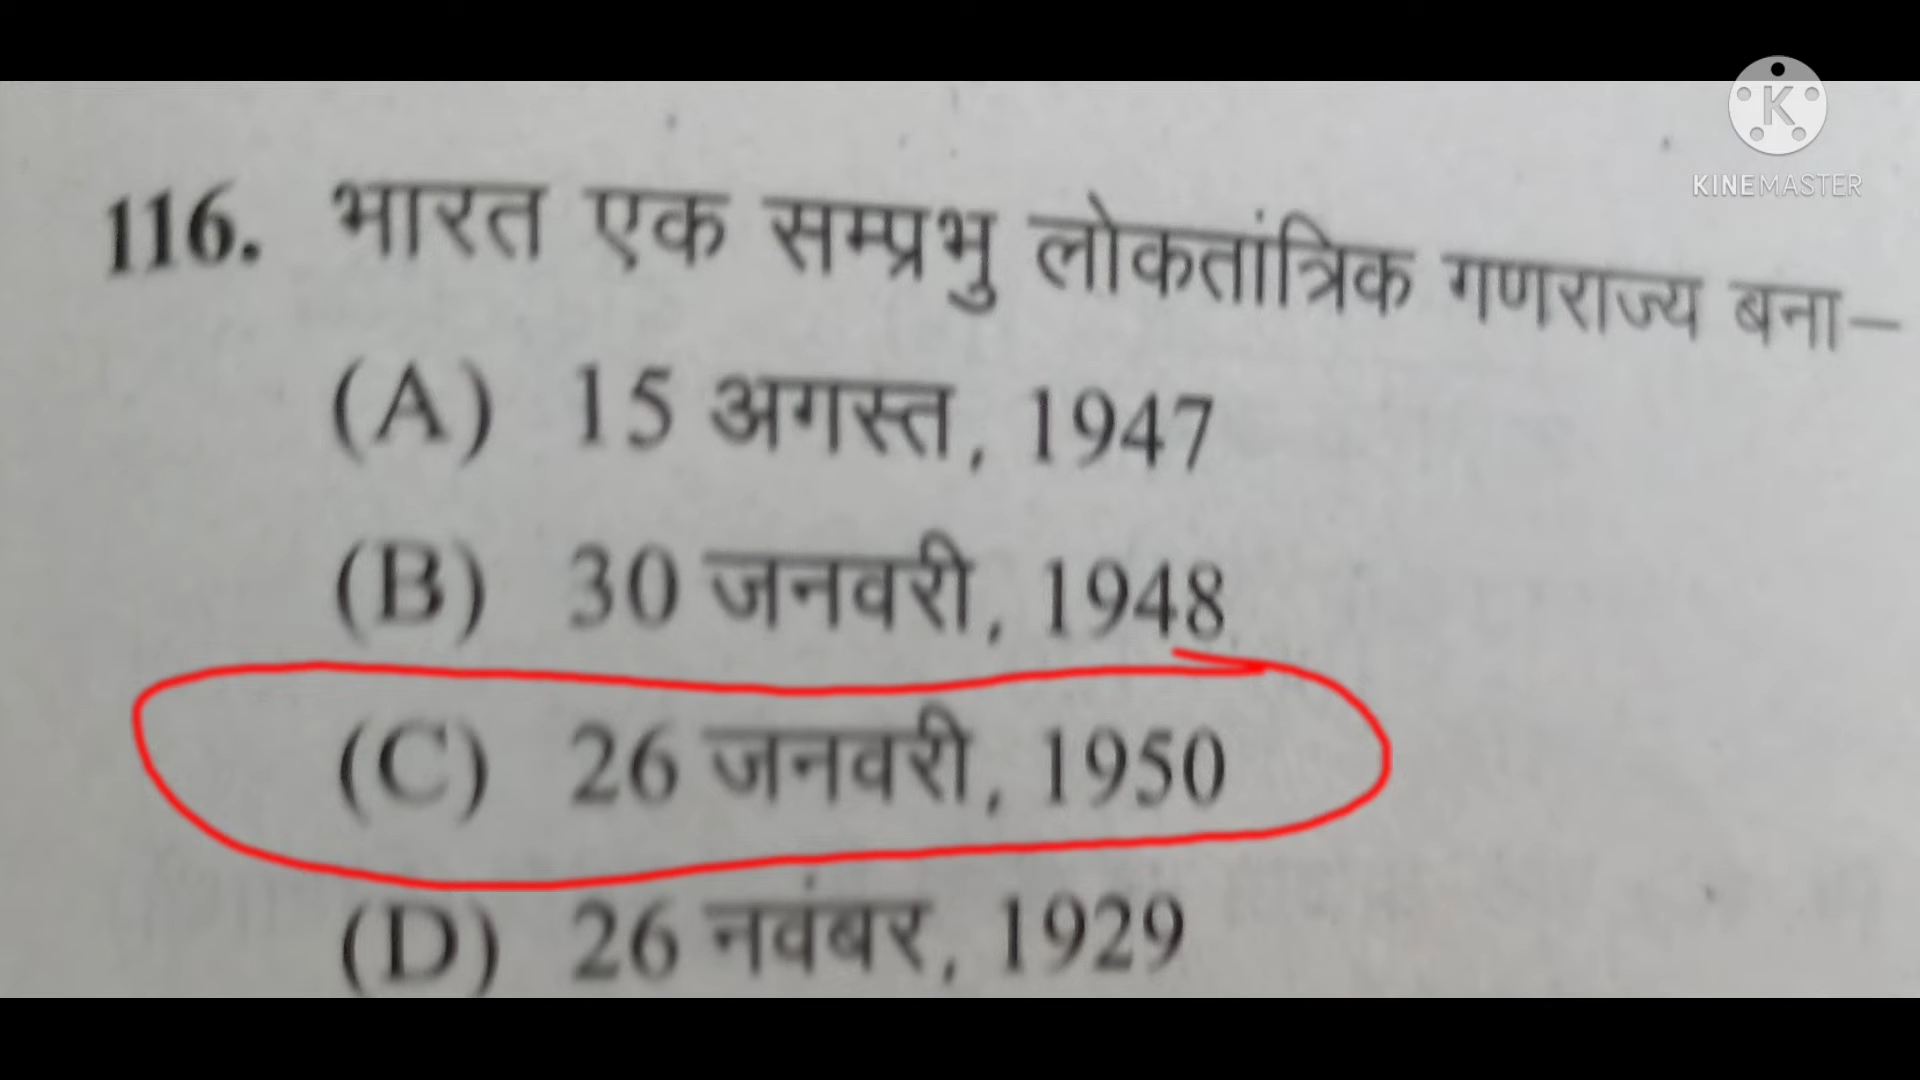 KINEMASTER
116. भारत एक सम्प्रभु लोकतांत्रिक गणराज्य बना–
(A) 15 अगस्त, 1947
(B) 30 जनवरी, 1948
(C) 26 जनवरी, 1950
(D) 26 नवंबर, 1929